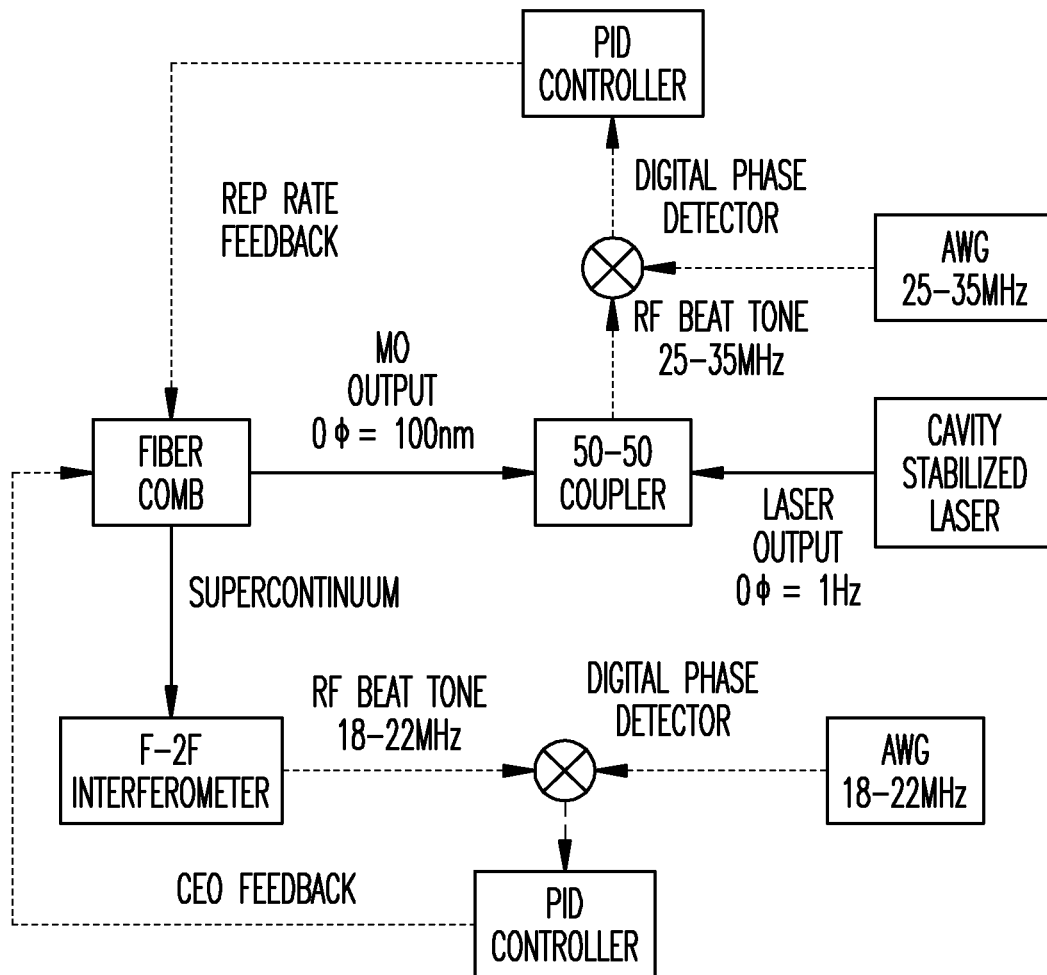 PID
CONTROLLER
DIGITAL PHASE
DETECTOR
REP RATE
FEEDBACK
AWG
25-35MHz
RF BEAT TONE
25-35MHz
MO
OUTPUT
0 ϕ = 100nm
FIBER
COMB
50-50
COUPLER
CAVITY
STABILIZED
LASER
LASER
OUTPUT
0 ϕ = 1Hz
SUPERCONTINUUM
RF BEAT TONE
18-22MHz
DIGITAL PHASE
DETECTOR
F-2F
INTERFEROMETER
AWG
18-22MHz
CEO FEEDBACK
PID
CONTROLLER